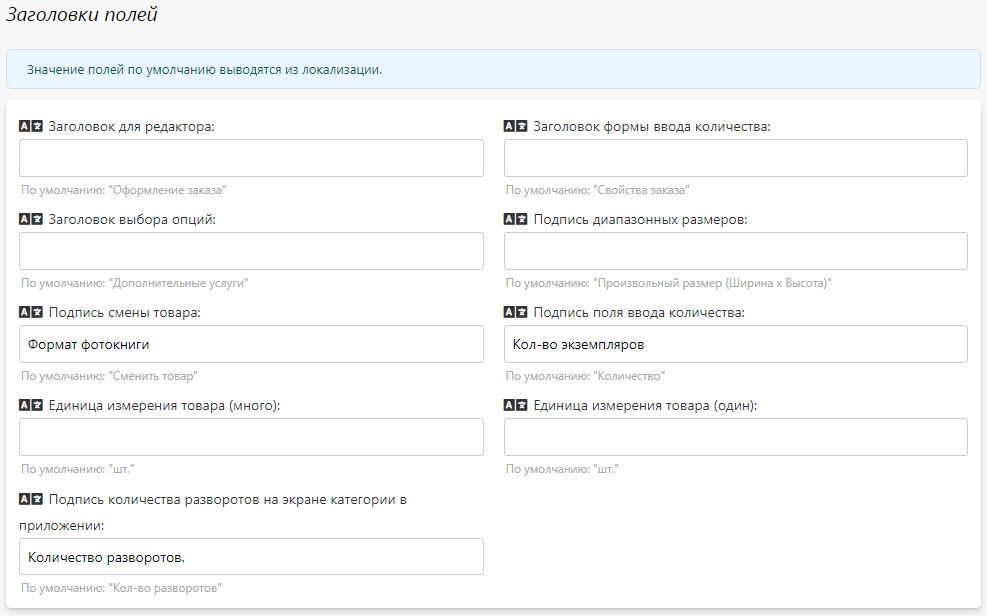 Заголовки полей
Значение полей по умолчанию выводятся из локализации.
Заголовок для редактора:
По умолчанию: "Оформление заказа"
Заголовок формы ввода количества:
По умолчанию: "Свойства заказа"
Заголовок выбора опций:
По умолчанию: "Дополнительные услуги"
Подпись диапазонных размеров:
По умолчанию: "Произвольный размер (Ширина x Высота)"
Подпись смены товара:
Формат фотокниги
По умолчанию: "Сменить товар"
Подпись поля ввода количества:
Кол-во экземпляров
По умолчанию: "Количество"
Единица измерения товара (много):
По умолчанию: "шт."
Единица измерения товара (один):
По умолчанию: "шт."
Подпись количества разворотов на экране категории в
приложении:
Количество разворотов.
По умолчанию: "Кол-во разворотов"